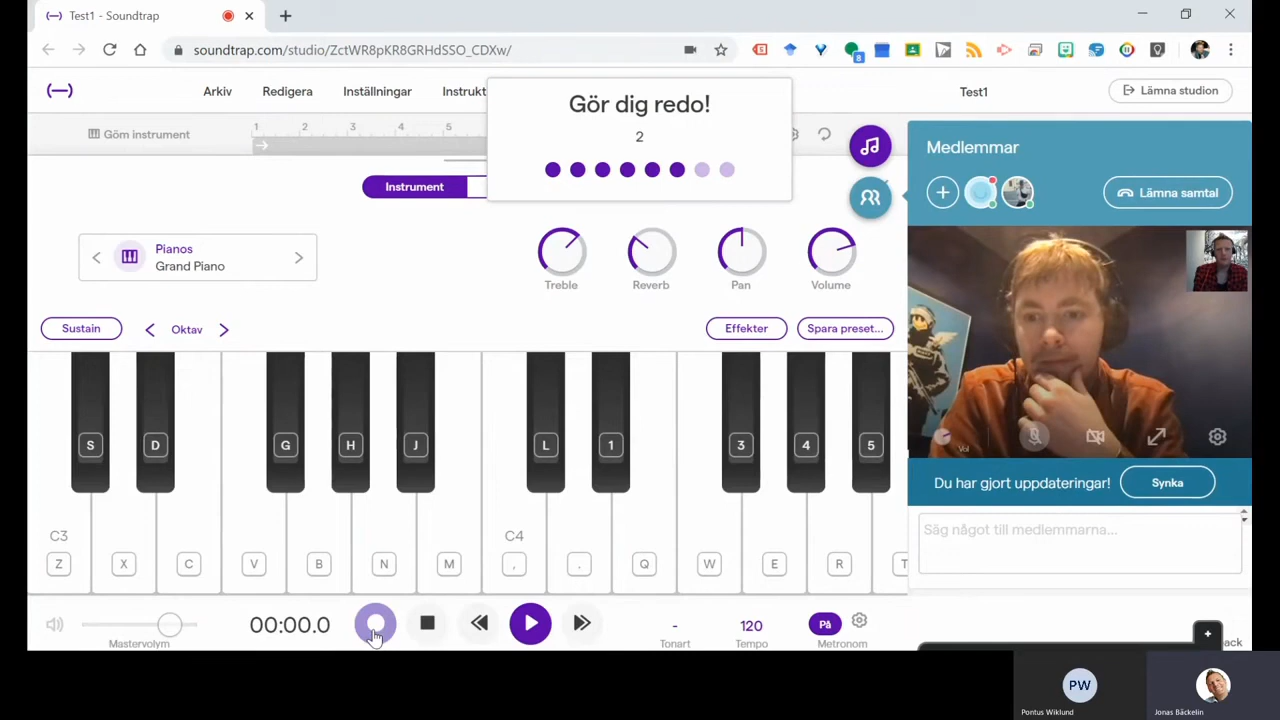 Test1 - Soundtrap
soundtrap.com/studio/ZctWR8pKR8GRHdSSO_CDXw/
8
Arkiv Redigera Inställningar Instrukt
Gör dig redo!
2
Test1
Lämna studion
Göm instrument
1 2 3 4 5
Instrument
Medlemmar
Lämna samtal
Pianos
Grand Piano
Treble Reverb Pan Volume
Sustain Oktav Effekter Spara preset...
S D G H J L 1 3 4 5
Vol
Du har gjort uppdateringar! Synka
Säg något till medlemmarna...
C3 C4
Z X C V B N M , . Q W E R T
00:00.0
- 120 På
Mastervolym Tonart Tempo Metronom
ack
PW
Pontus Wiklund Jonas Bäckelin